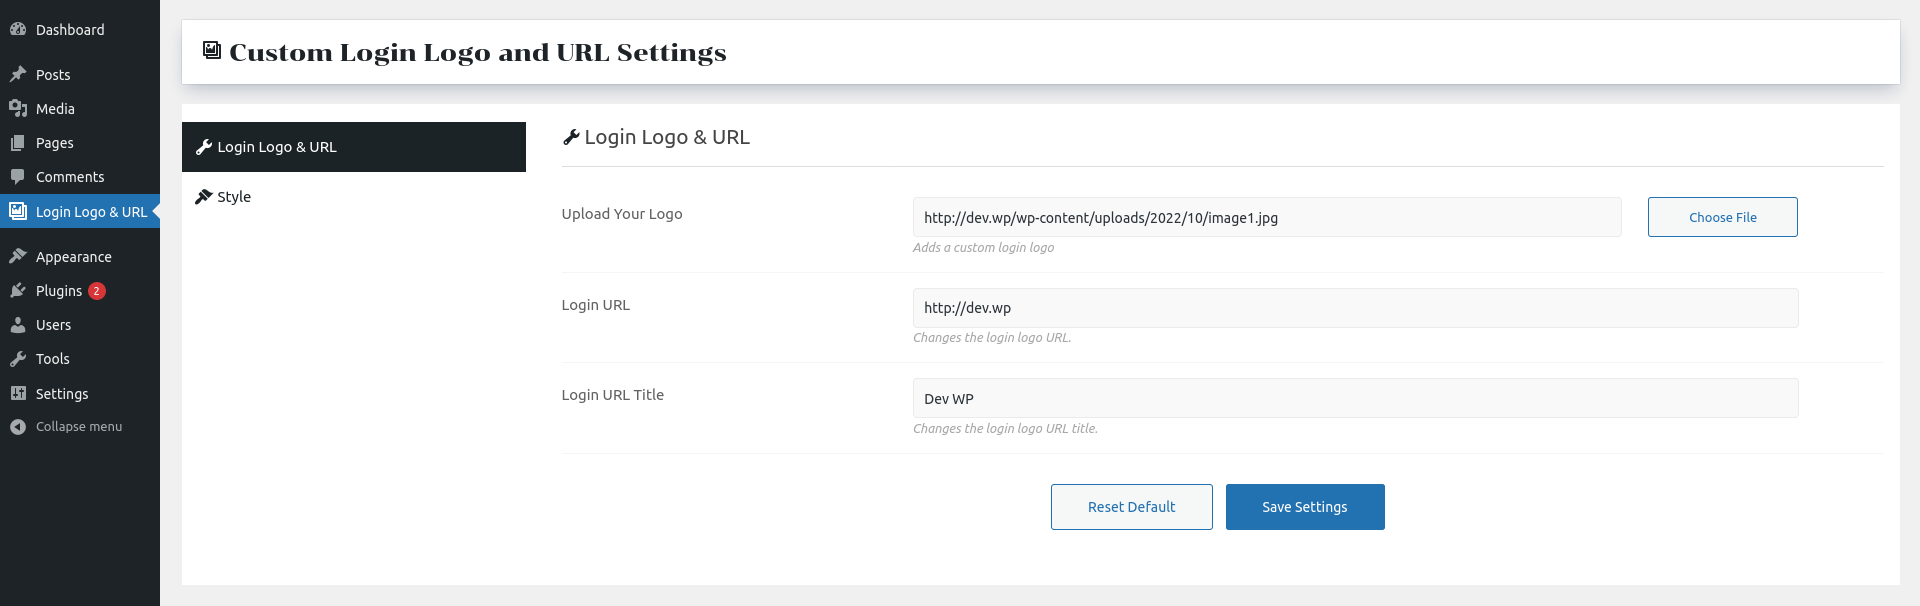 Dashboard
Posts
Media
Pages
Comments
Login Logo & URL
Appearance
Plugins 2
Users
Tools
Settings
Collapse menu
Custom Login Logo and URL Settings
Login Logo & URL
Style
Login Logo & URL
Upload Your Logo
http://dev.wp/wp-content/uploads/2022/10/image1.jpg
Choose File
Adds a custom login logo
Login URL
http://dev.wp
Changes the login logo URL.
Login URL Title
Dev WP
Changes the login logo URL title.
Reset Default
Save Settings